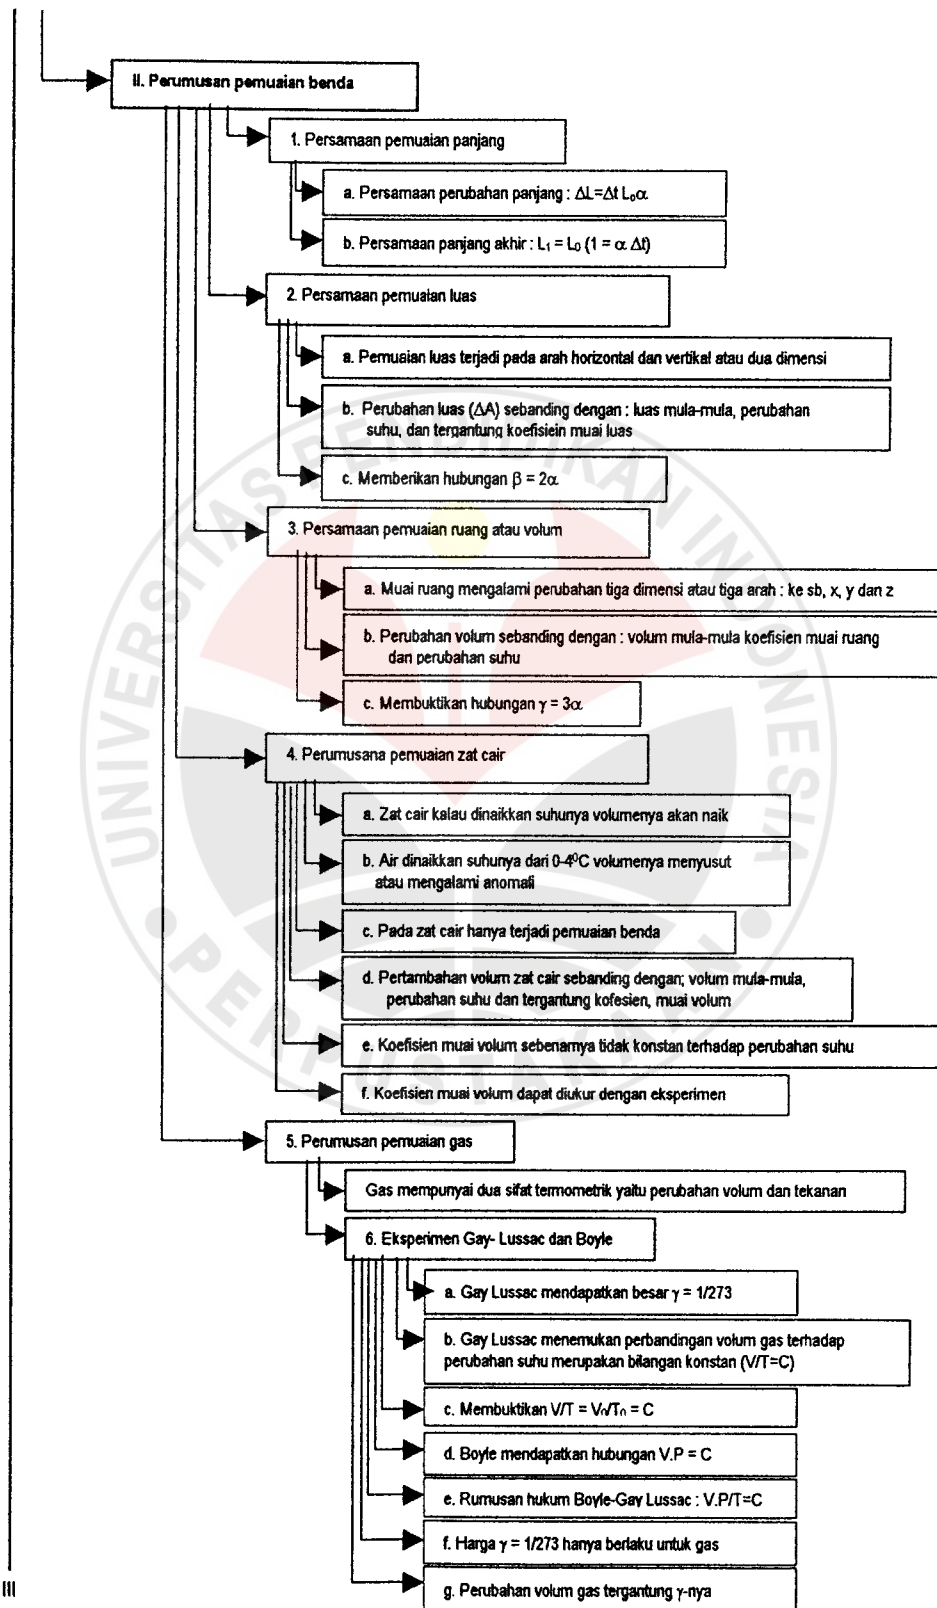 II. Perumusan pemuaian benda
1. Persamaan pemuaian panjang
a. Persamaan perubahan panjang : ΔL=Δt L₀α
b. Persamaan panjang akhir : L₁ = L₀ (1 = α Δt)
2. Persamaan pemuaian luas
a. Pemuaian luas terjadi pada arah horizontal dan vertikal atau dua dimensi
b. Perubahan luas (ΔA) sebanding dengan : luas mula-mula, perubahan
suhu, dan tergantung koefisiein muai luas
c. Memberikan hubungan β = 2α
3. Persamaan pemuaian ruang atau volum
a. Muai ruang mengalami perubahan tiga dimensi atau tiga arah : ke sb, x, y dan z
b. Perubahan volum sebanding dengan : volum mula-mula koefisien muai ruang
dan perubahan suhu
c. Membuktikan hubungan γ = 3α
4. Perumusana pemuaian zat cair
a. Zat cair kalau dinaikkan suhunya volumenya akan naik
b. Air dinaikkan suhunya dari 0-4⁰C volumenya menyusut
atau mengalami anomali
c. Pada zat cair hanya terjadi pemuaian benda
d. Pertambahan volum zat cair sebanding dengan; volum mula-mula,
perubahan suhu dan tergantung kofesien, muai volum
e. Koefisien muai volum sebenarnya tidak konstan terhadap perubahan suhu
f. Koefisien muai volum dapat diukur dengan eksperimen
5. Perumusan pemuaian gas
Gas mempunyai dua sifat termometrik yaitu perubahan volum dan tekanan
6. Eksperimen Gay- Lussac dan Boyle
a. Gay Lussac mendapatkan besar γ = 1/273
b. Gay Lussac menemukan perbandingan volum gas terhadap
perubahan suhu merupakan bilangan konstan (V/T=C)
c. Membuktikan V/T = V₀/T₀ = C
d. Boyle mendapatkan hubungan V.P = C
e. Rumusan hukum Boyle-Gay Lussac : V.P/T=C
f. Harga γ = 1/273 hanya berlaku untuk gas
g. Perubahan volum gas tergantung γ-nya
III
UNIVERSITAS PENDIDIKAN INDONESIA
PERPUSTAKAAN